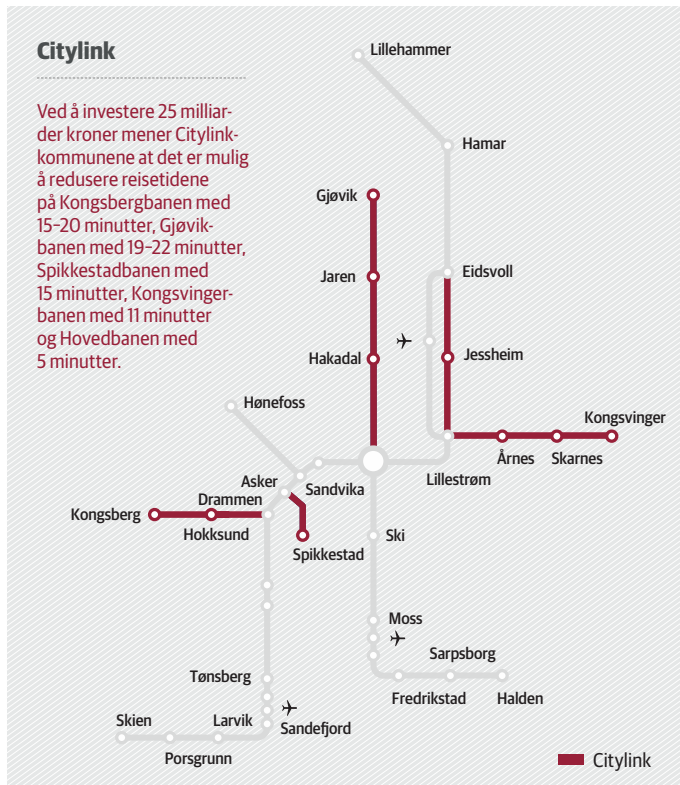 Citylink
Ved å investere 25 milliar-
der kroner mener Citylink-
kommunene at det er mulig
å redusere reisetidene
på Kongsbergbanen med
15–20 minutter, Gjøvik-
banen med 19–22 minutter,
Spikkestadbanen med
15 minutter, Kongsvinger-
banen med 11 minutter
og Hovedbanen med
5 minutter.
Lillehammer
Hamar
Gjøvik
Eidsvoll
Jaren
Hakadal
Jessheim
Hønefoss
Kongsvinger
Årnes
Skarnes
Lillestrøm
Asker
Sandvika
Drammen
Kongsberg
Hokksund
Spikkestad
Ski
Moss
Sarpsborg
Fredrikstad
Halden
Tønsberg
Skien
Larvik
Sandefjord
Porsgrunn
Citylink